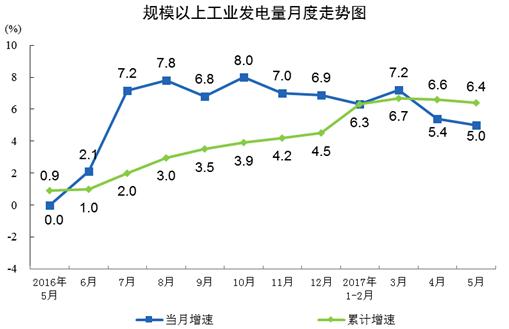 规模以上工业发电量月度走势图
(%)
10
8
6
4
2
0
-2
-4
0.9
0.0
2.1
1.0
7.2
2.0
7.8
3.0
6.8
3.5
8.0
3.9
7.0
4.2
6.9
4.5
6.3
7.2
6.7
6.6
5.4
6.4
5.0
2016年
5月
6月
7月
8月
9月
10月
11月
12月
2017年
1-2月
3月
4月
5月
当月增速
累计增速